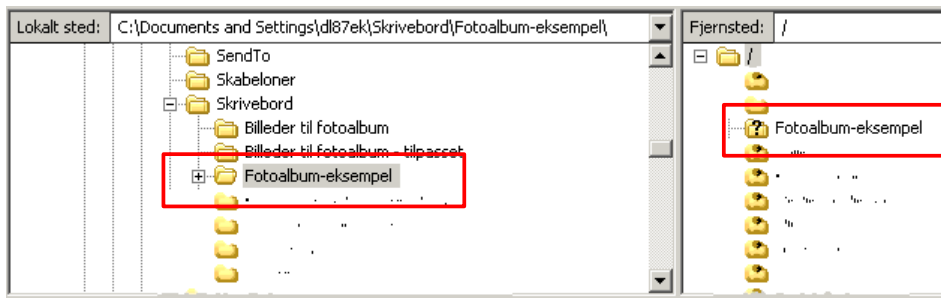 Lokalt sted: C:\Documents and Settings\dl87ek\Skrivebord\Fotoalbum-eksempel\
SendTo
Skabeloner
Skrivebord
Billeder til fotoalbum
Billeder til fotoalbum - tilpasset
Fotoalbum-eksempel
Fjernsted: /
/
Fotoalbum-eksempel